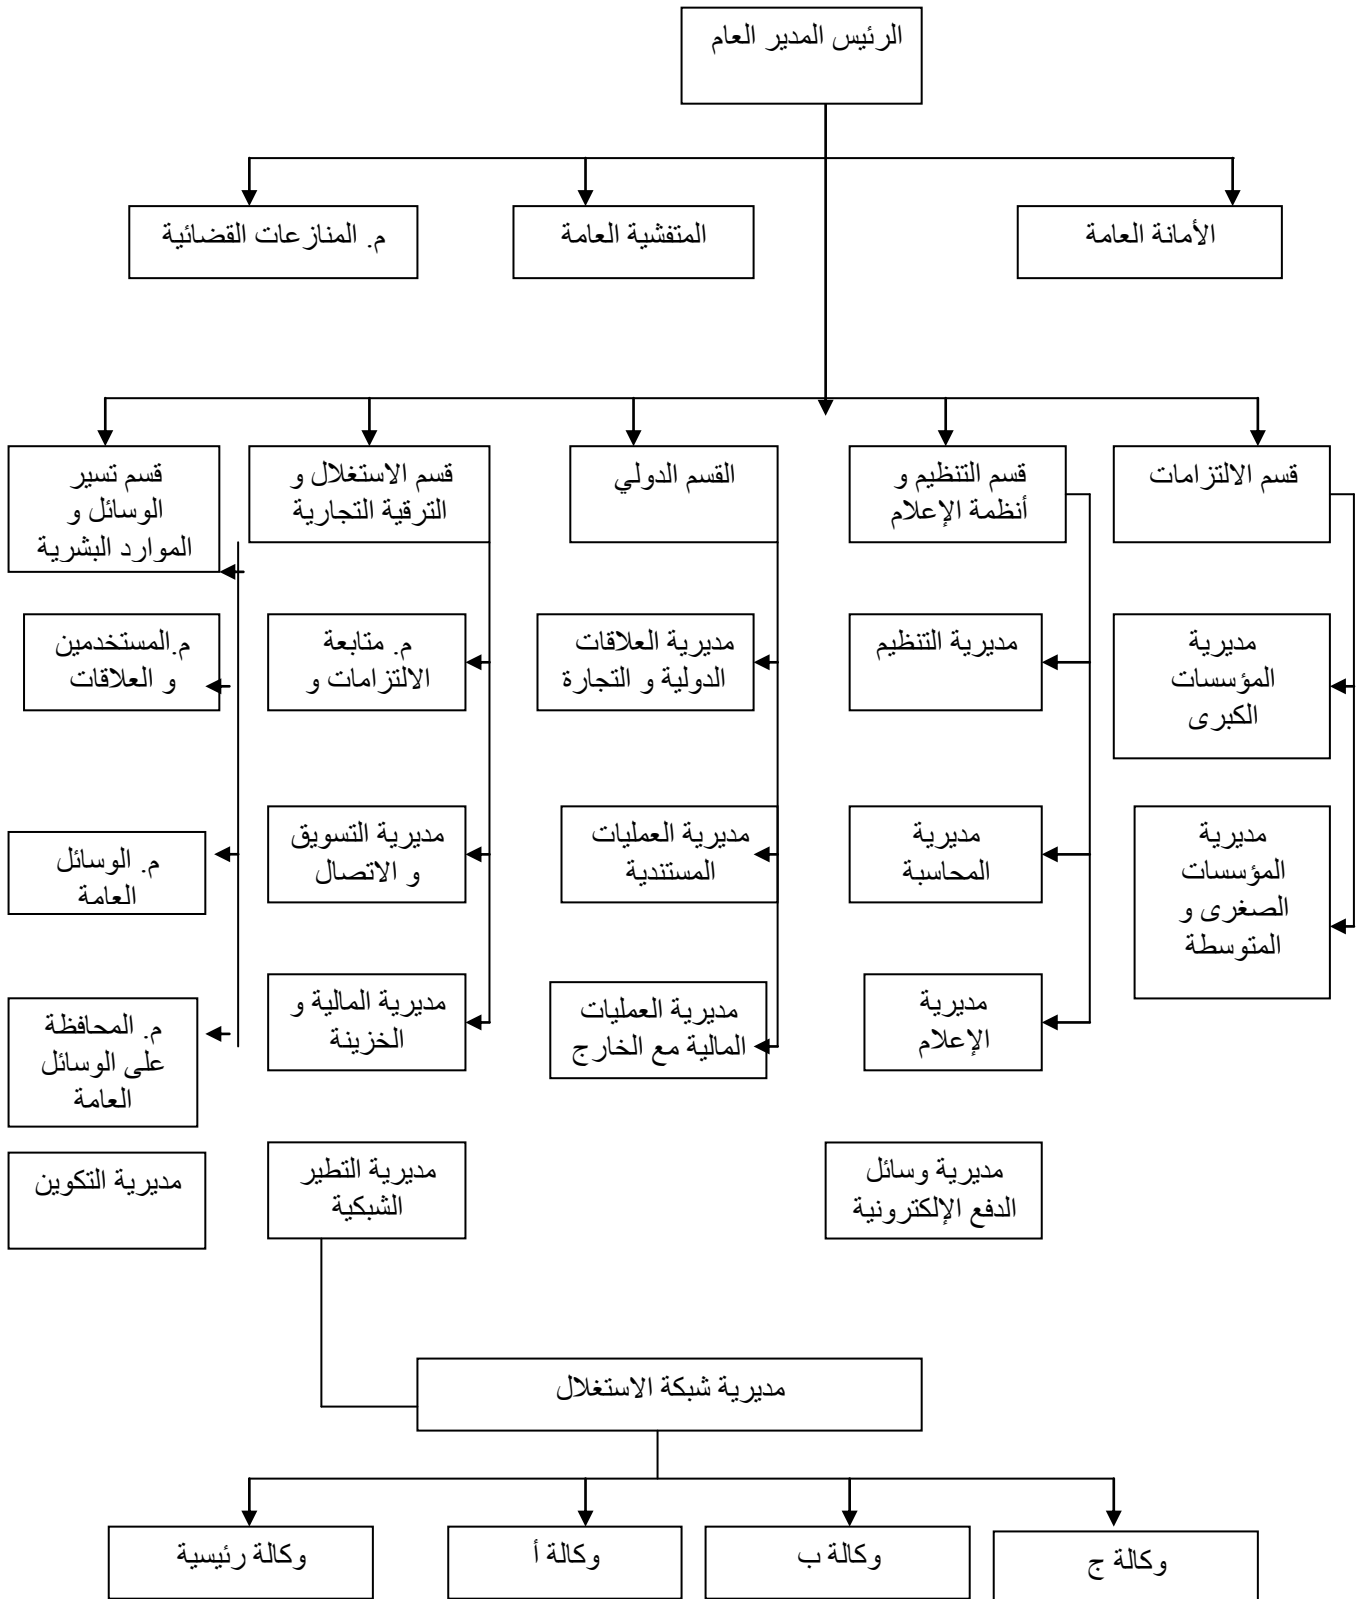 الرئيس المدير العام
الأمانة العامة
المتفشية العامة
م. المنازعات القضائية
قسم الالتزامات
قسم التنظيم و
أنظمة الإعلام
القسم الدولي
قسم الاستغلال و
الترقية التجارية
قسم تسير
الوسائل و
الموارد البشرية
مديرية
المؤسسات
الكبرى
مديرية التنظيم
مديرية العلاقات
الدولية و التجارة
م. متابعة
الالتزامات و
م.المستخدمين
و العلاقات
مديرية
المؤسسات
الصغرى و
المتوسطة
مديرية
المحاسبة
مديرية العمليات
المستندية
مديرية التسويق
و الاتصال
م. الوسائل
العامة
مديرية
الإعلام
مديرية العمليات
المالية مع الخارج
مديرية المالية و
الخزينة
م. المحافظة
على الوسائل
العامة
مديرية وسائل
الدفع الإلكترونية
مديرية التطير
الشبكية
مديرية التكوين
مديرية شبكة الاستغلال
وكالة ج
وكالة ب
وكالة أ
وكالة رئيسية